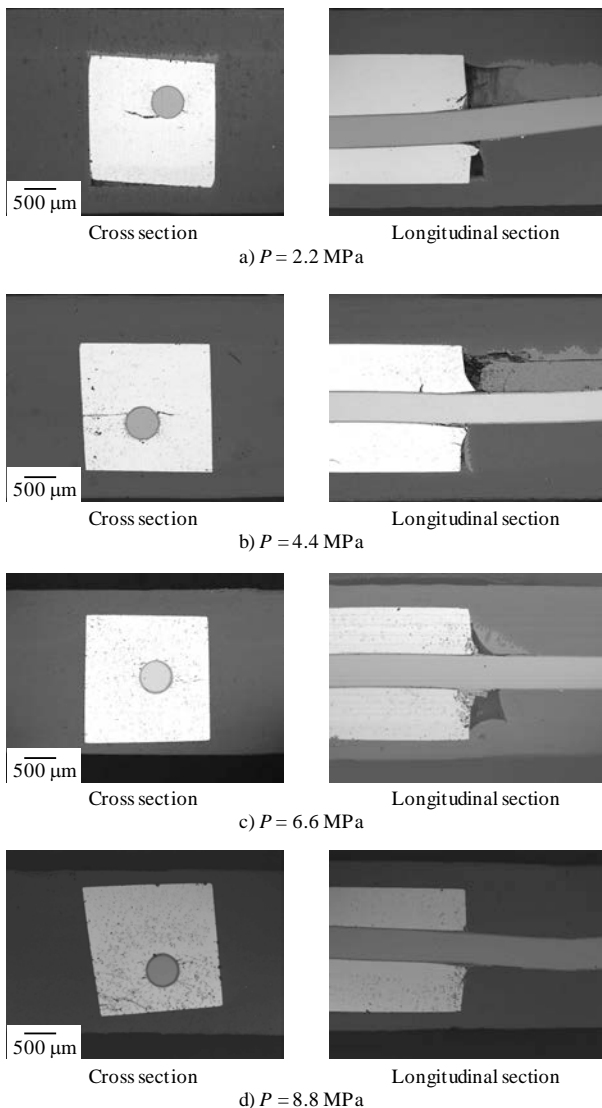 500 μm
Cross section Longitudinal section
a) P = 2.2 MPa
500 μm
Cross section Longitudinal section
b) P = 4.4 MPa
500 μm
Cross section Longitudinal section
c) P = 6.6 MPa
500 μm
Cross section Longitudinal section
d) P = 8.8 MPa